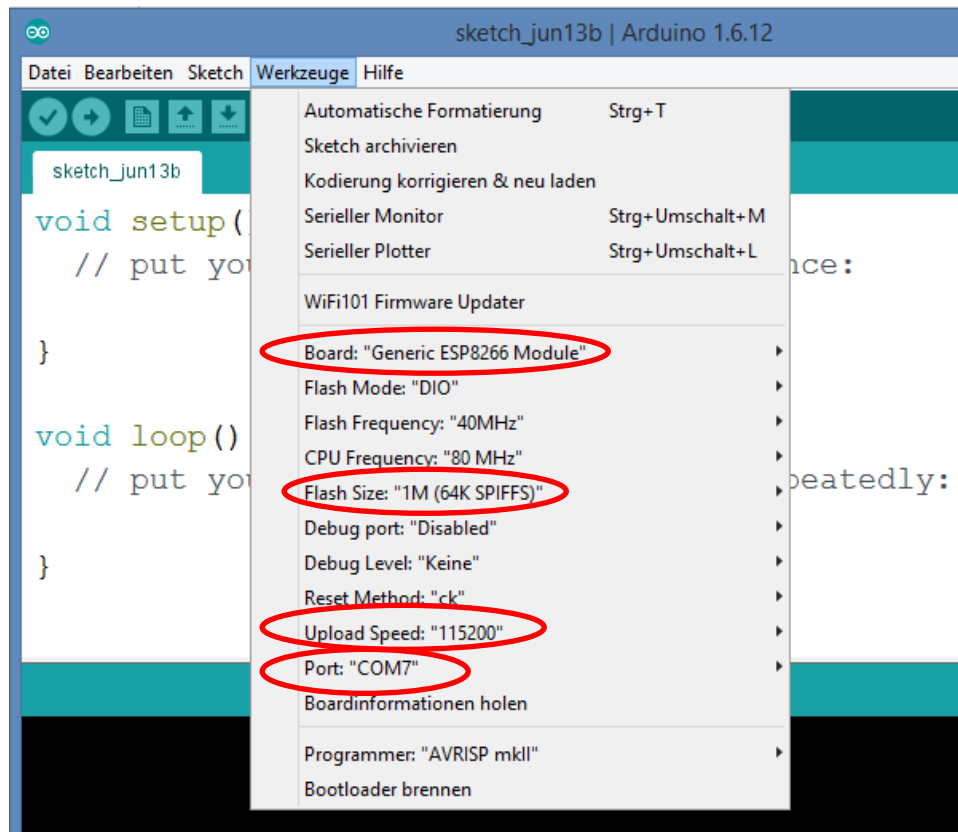 sketch_jun13b | Arduino 1.6.12
Datei Bearbeiten Sketch Werkzeuge Hilfe
sketch_jun13b
Automatische Formatierung Strg+T
Sketch archivieren
Kodierung korrigieren & neu laden
Serieller Monitor Strg+Umschalt+M
Serieller Plotter Strg+Umschalt+L
WiFi101 Firmware Updater
Board: "Generic ESP8266 Module"
Flash Mode: "DIO"
Flash Frequency: "40MHz"
CPU Frequency: "80 MHz"
Flash Size: "1M (64K SPIFFS)"
Debug port: "Disabled"
Debug Level: "Keine"
Reset Method: "ck"
Upload Speed: "115200"
Port: "COM7"
Boardinformationen holen
Programmer: "AVRISP mkII"
Bootloader brennen
void setup(
// put you
nce:
}
void loop()
// put you
peatedly:
}